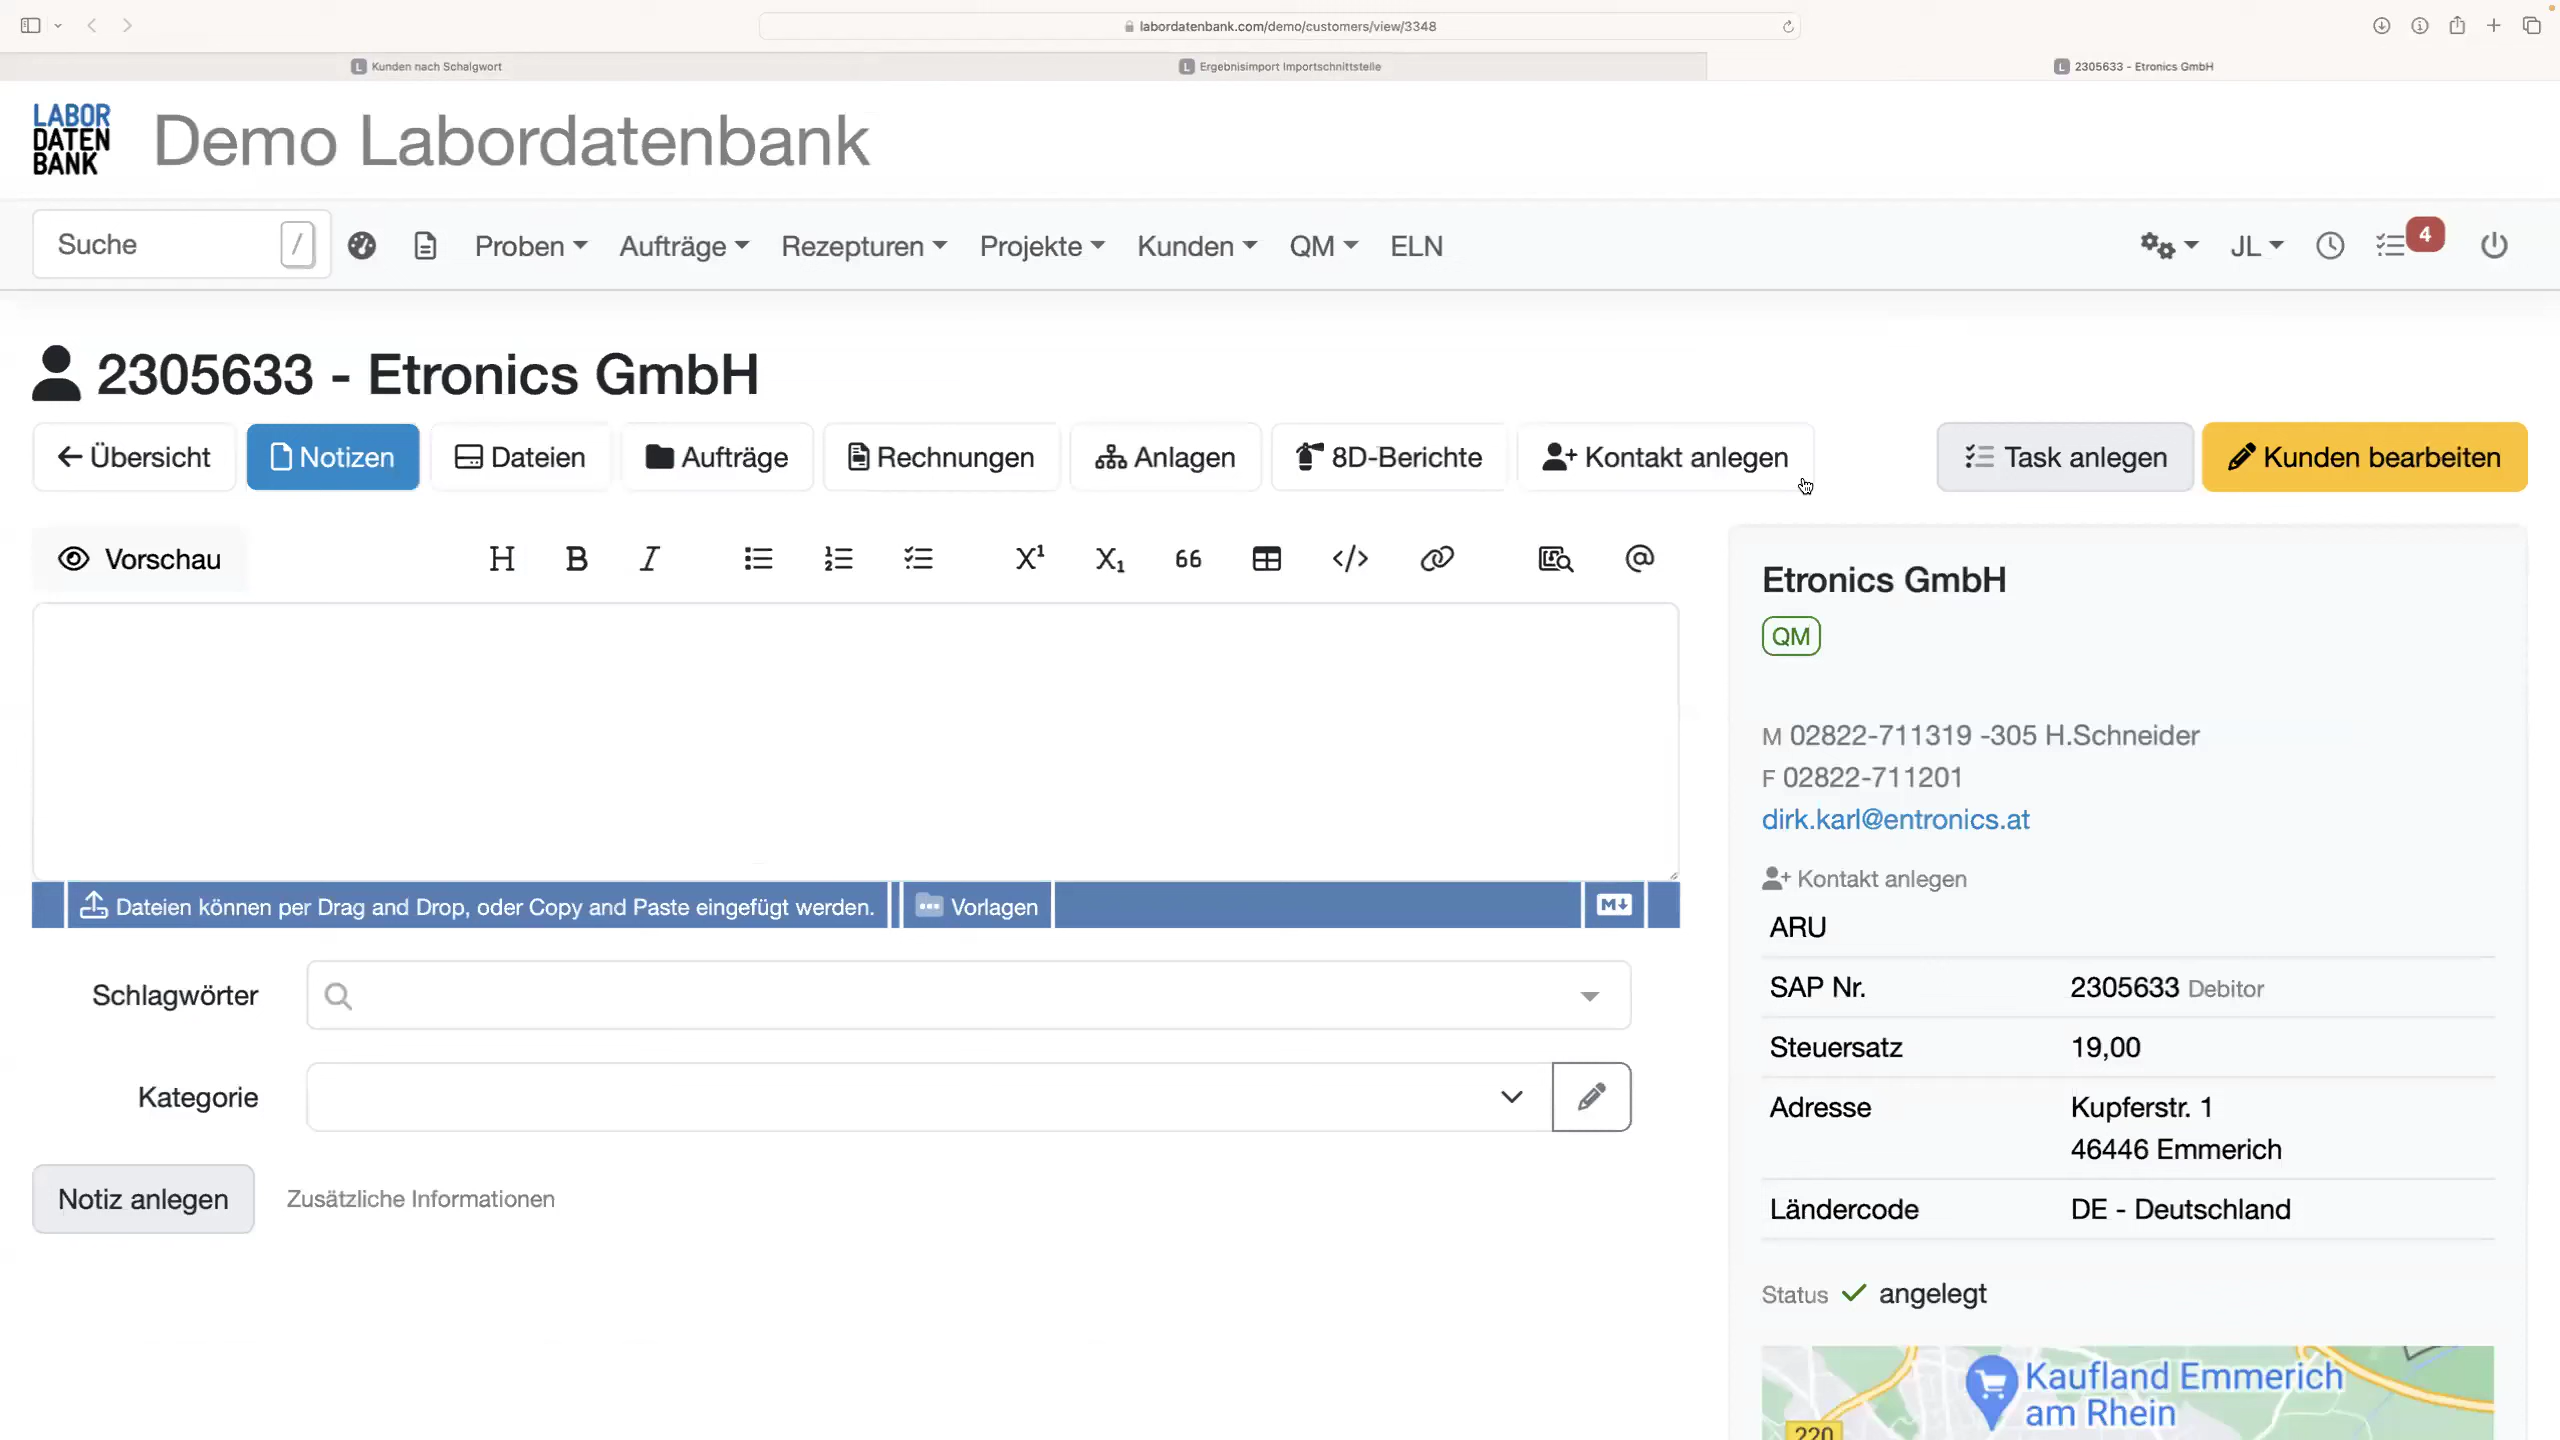 labordatenbank.com/demo/customers/view/3348
L Kunden nach Schalgwort
L Ergebnisimport Importschnittstelle
L 2305633 - Etronics GmbH
LABOR
DATEN
BANK
Demo Labordatenbank
Suche /
Proben Aufträge Rezepturen Projekte Kunden QM ELN JL 4
2305633 - Etronics GmbH
Übersicht Notizen Dateien Aufträge Rechnungen Anlagen 8D-Berichte Kontakt anlegen Task anlegen Kunden bearbeiten
Vorschau H B I X¹ X₁ 66 </> @
Dateien können per Drag and Drop, oder Copy and Paste eingefügt werden. Vorlagen M
Schlagwörter
Kategorie
Notiz anlegen Zusätzliche Informationen
Etronics GmbH
QM
M 02822-711319 -305 H.Schneider
F 02822-711201
dirk.karl@entronics.at
Kontakt anlegen
ARU
SAP Nr. 2305633 Debitor
Steuersatz 19,00
Adresse Kupferstr. 1
46446 Emmerich
Ländercode DE - Deutschland
Status angelegt
Kaufland Emmerich
am Rhein
220